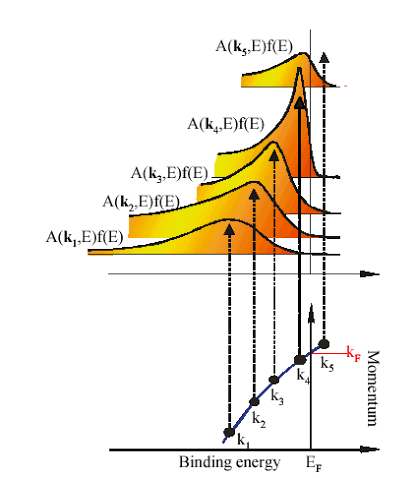 A(k5,E)f(E)
A(k4,E)f(E)
A(k3,E)f(E)
A(k2,E)f(E)
A(k1,E)f(E)
kF
k5
k4
k3
k2
k1
Momentum
Binding energy EF